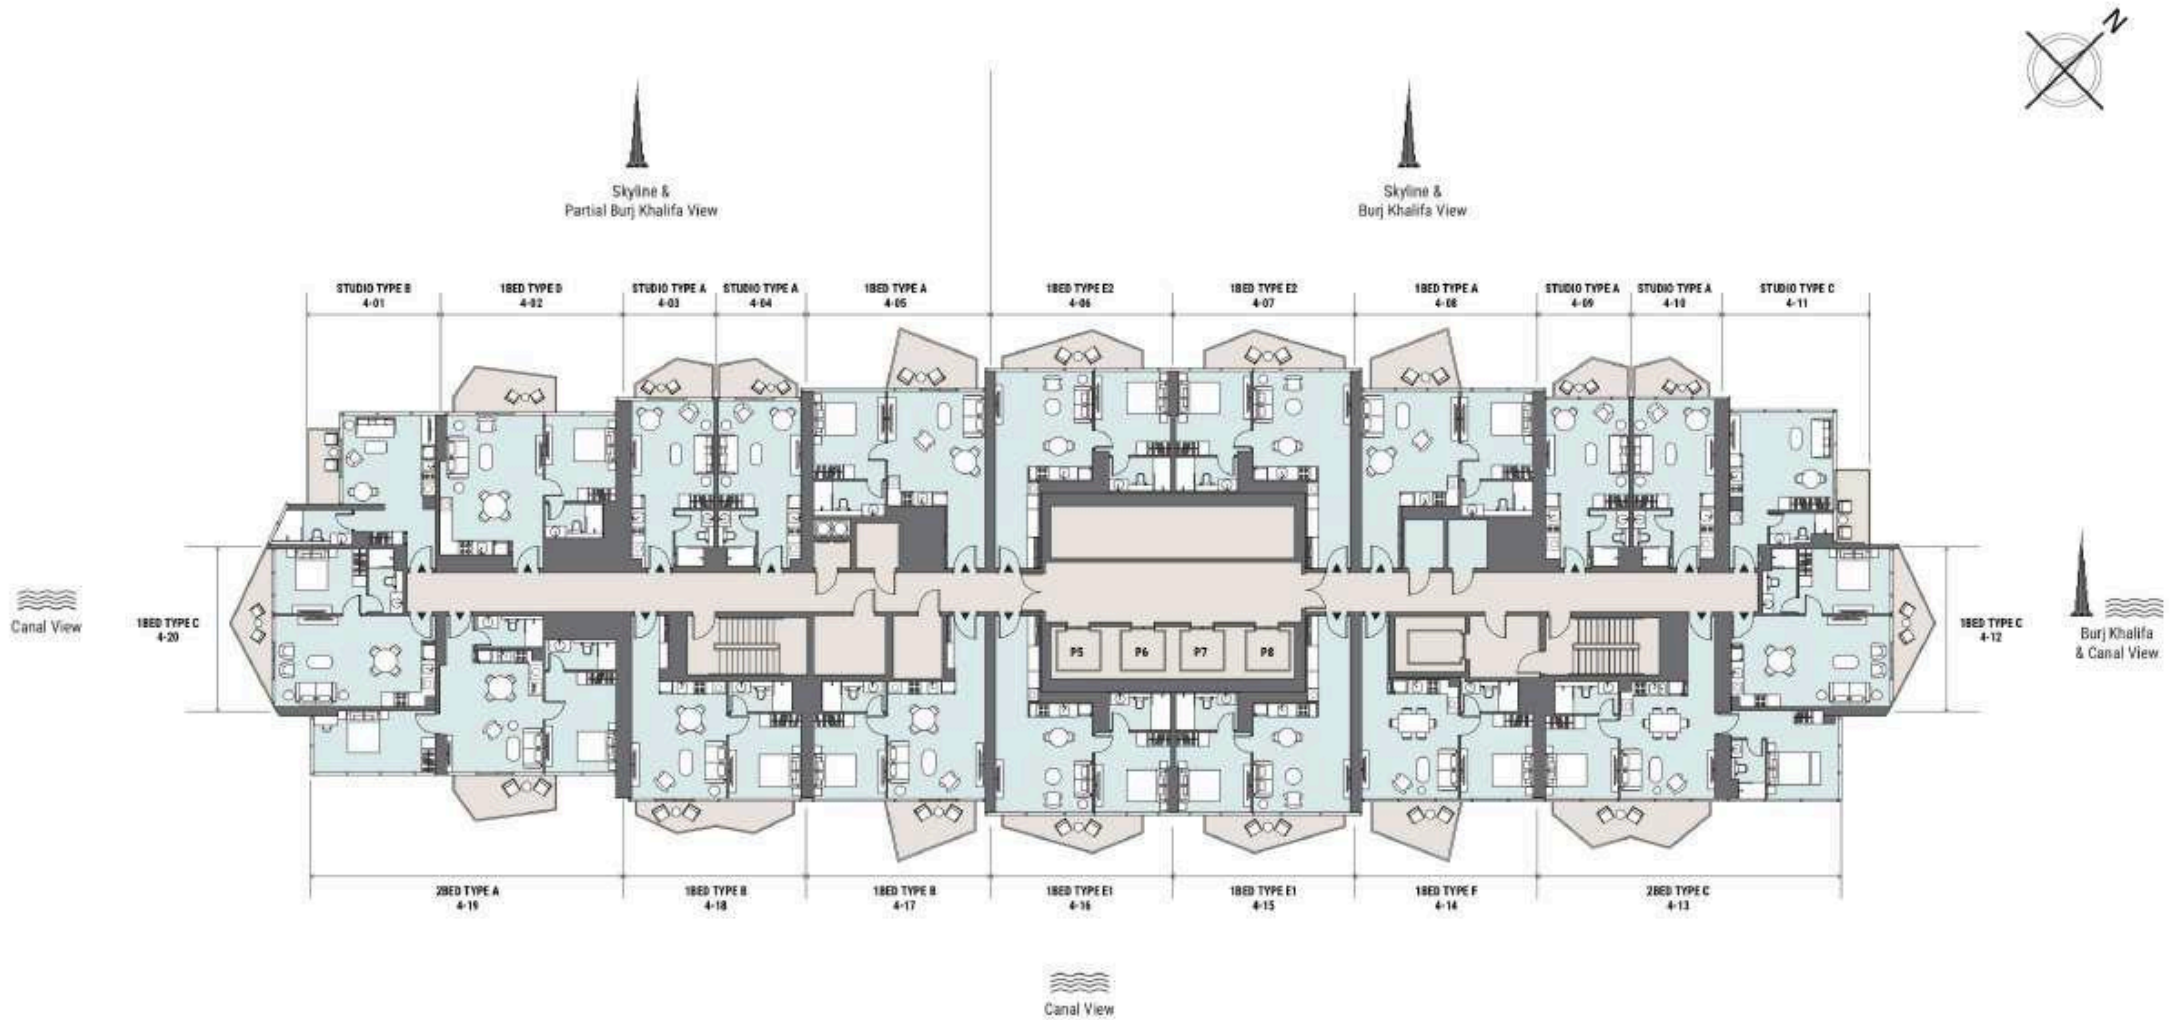 N
Skyline &
Partial Burj Khalifa View
Skyline &
Burj Khalifa View
STUDIO TYPE B
4-01
1BED TYPE D
4-02
STUDIO TYPE A
4-03
STUDIO TYPE A
4-04
1BED TYPE A
4-05
1BED TYPE E2
4-06
1BED TYPE E2
4-07
1BED TYPE A
4-08
STUDIO TYPE A
4-09
STUDIO TYPE A
4-10
STUDIO TYPE C
4-11
Canal View
1BED TYPE C
4-20
P5
P6
P7
P8
1BED TYPE C
4-12
Burj Khalifa
& Canal View
2BED TYPE A
4-19
1BED TYPE B
4-18
1BED TYPE B
4-17
1BED TYPE E1
4-16
1BED TYPE E1
4-15
1BED TYPE F
4-14
2BED TYPE C
4-13
Canal View